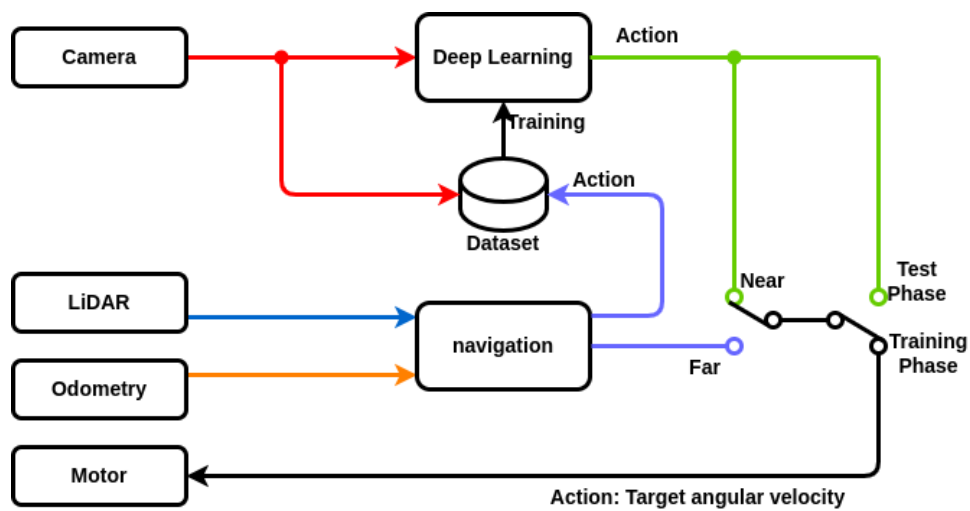 Camera
Deep Learning
Action
Training
Action
Dataset
LiDAR
navigation
Odometry
Motor
Near
Far
Test
Phase
Training
Phase
Action: Target angular velocity